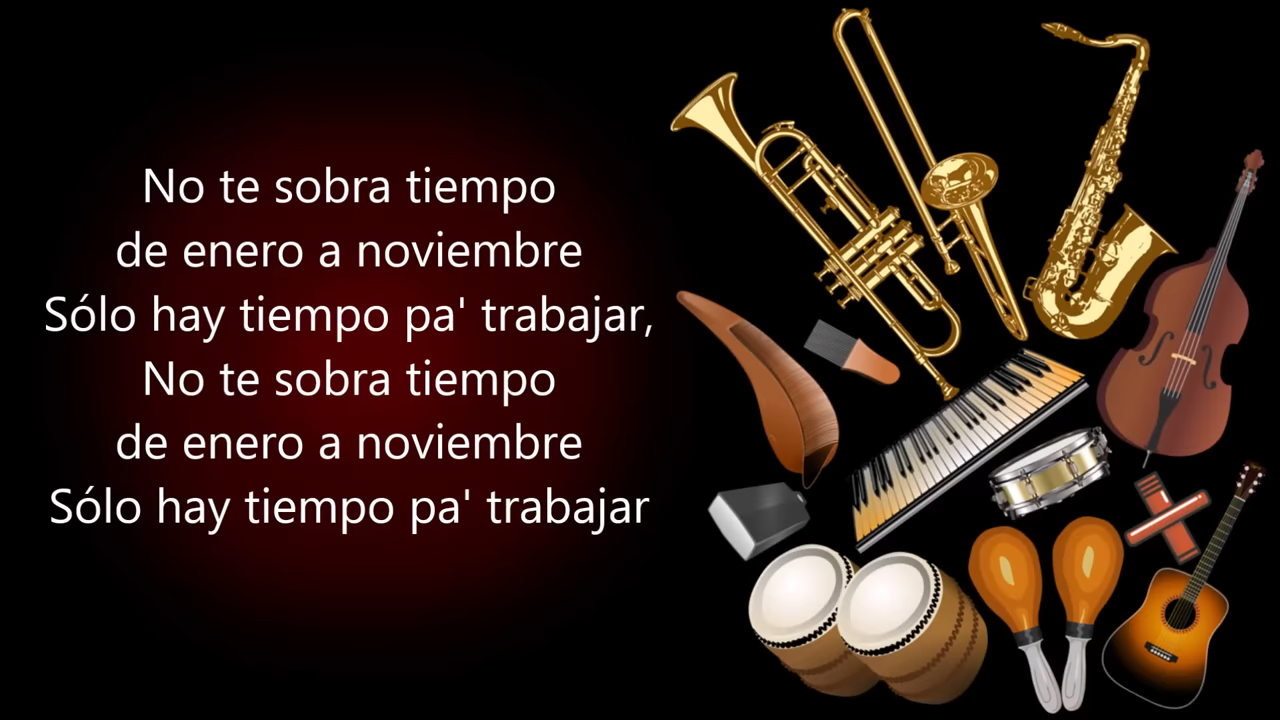 No te sobra tiempo
de enero a noviembre
Sólo hay tiempo pa' trabajar,
No te sobra tiempo
de enero a noviembre
Sólo hay tiempo pa' trabajar